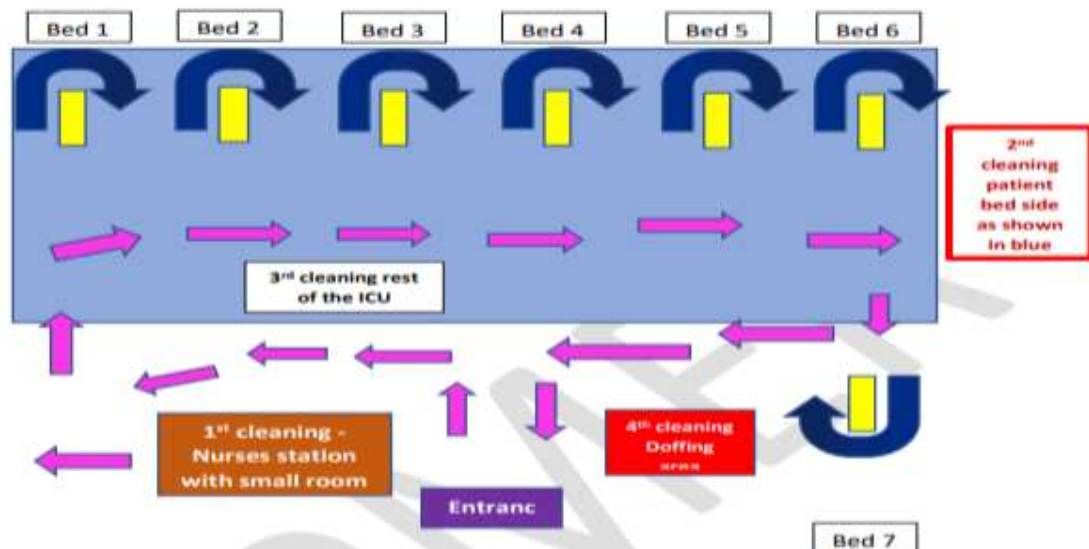 Bed 1
Bed 2
Bed 3
Bed 4
Bed 5
Bed 6
2nd
cleaning
patient
bed side
as shown
in blue
3rd cleaning rest
of the ICU
1st cleaning -
Nurses station
with small room
4th cleaning
Doffing
Entranc
Bed 7